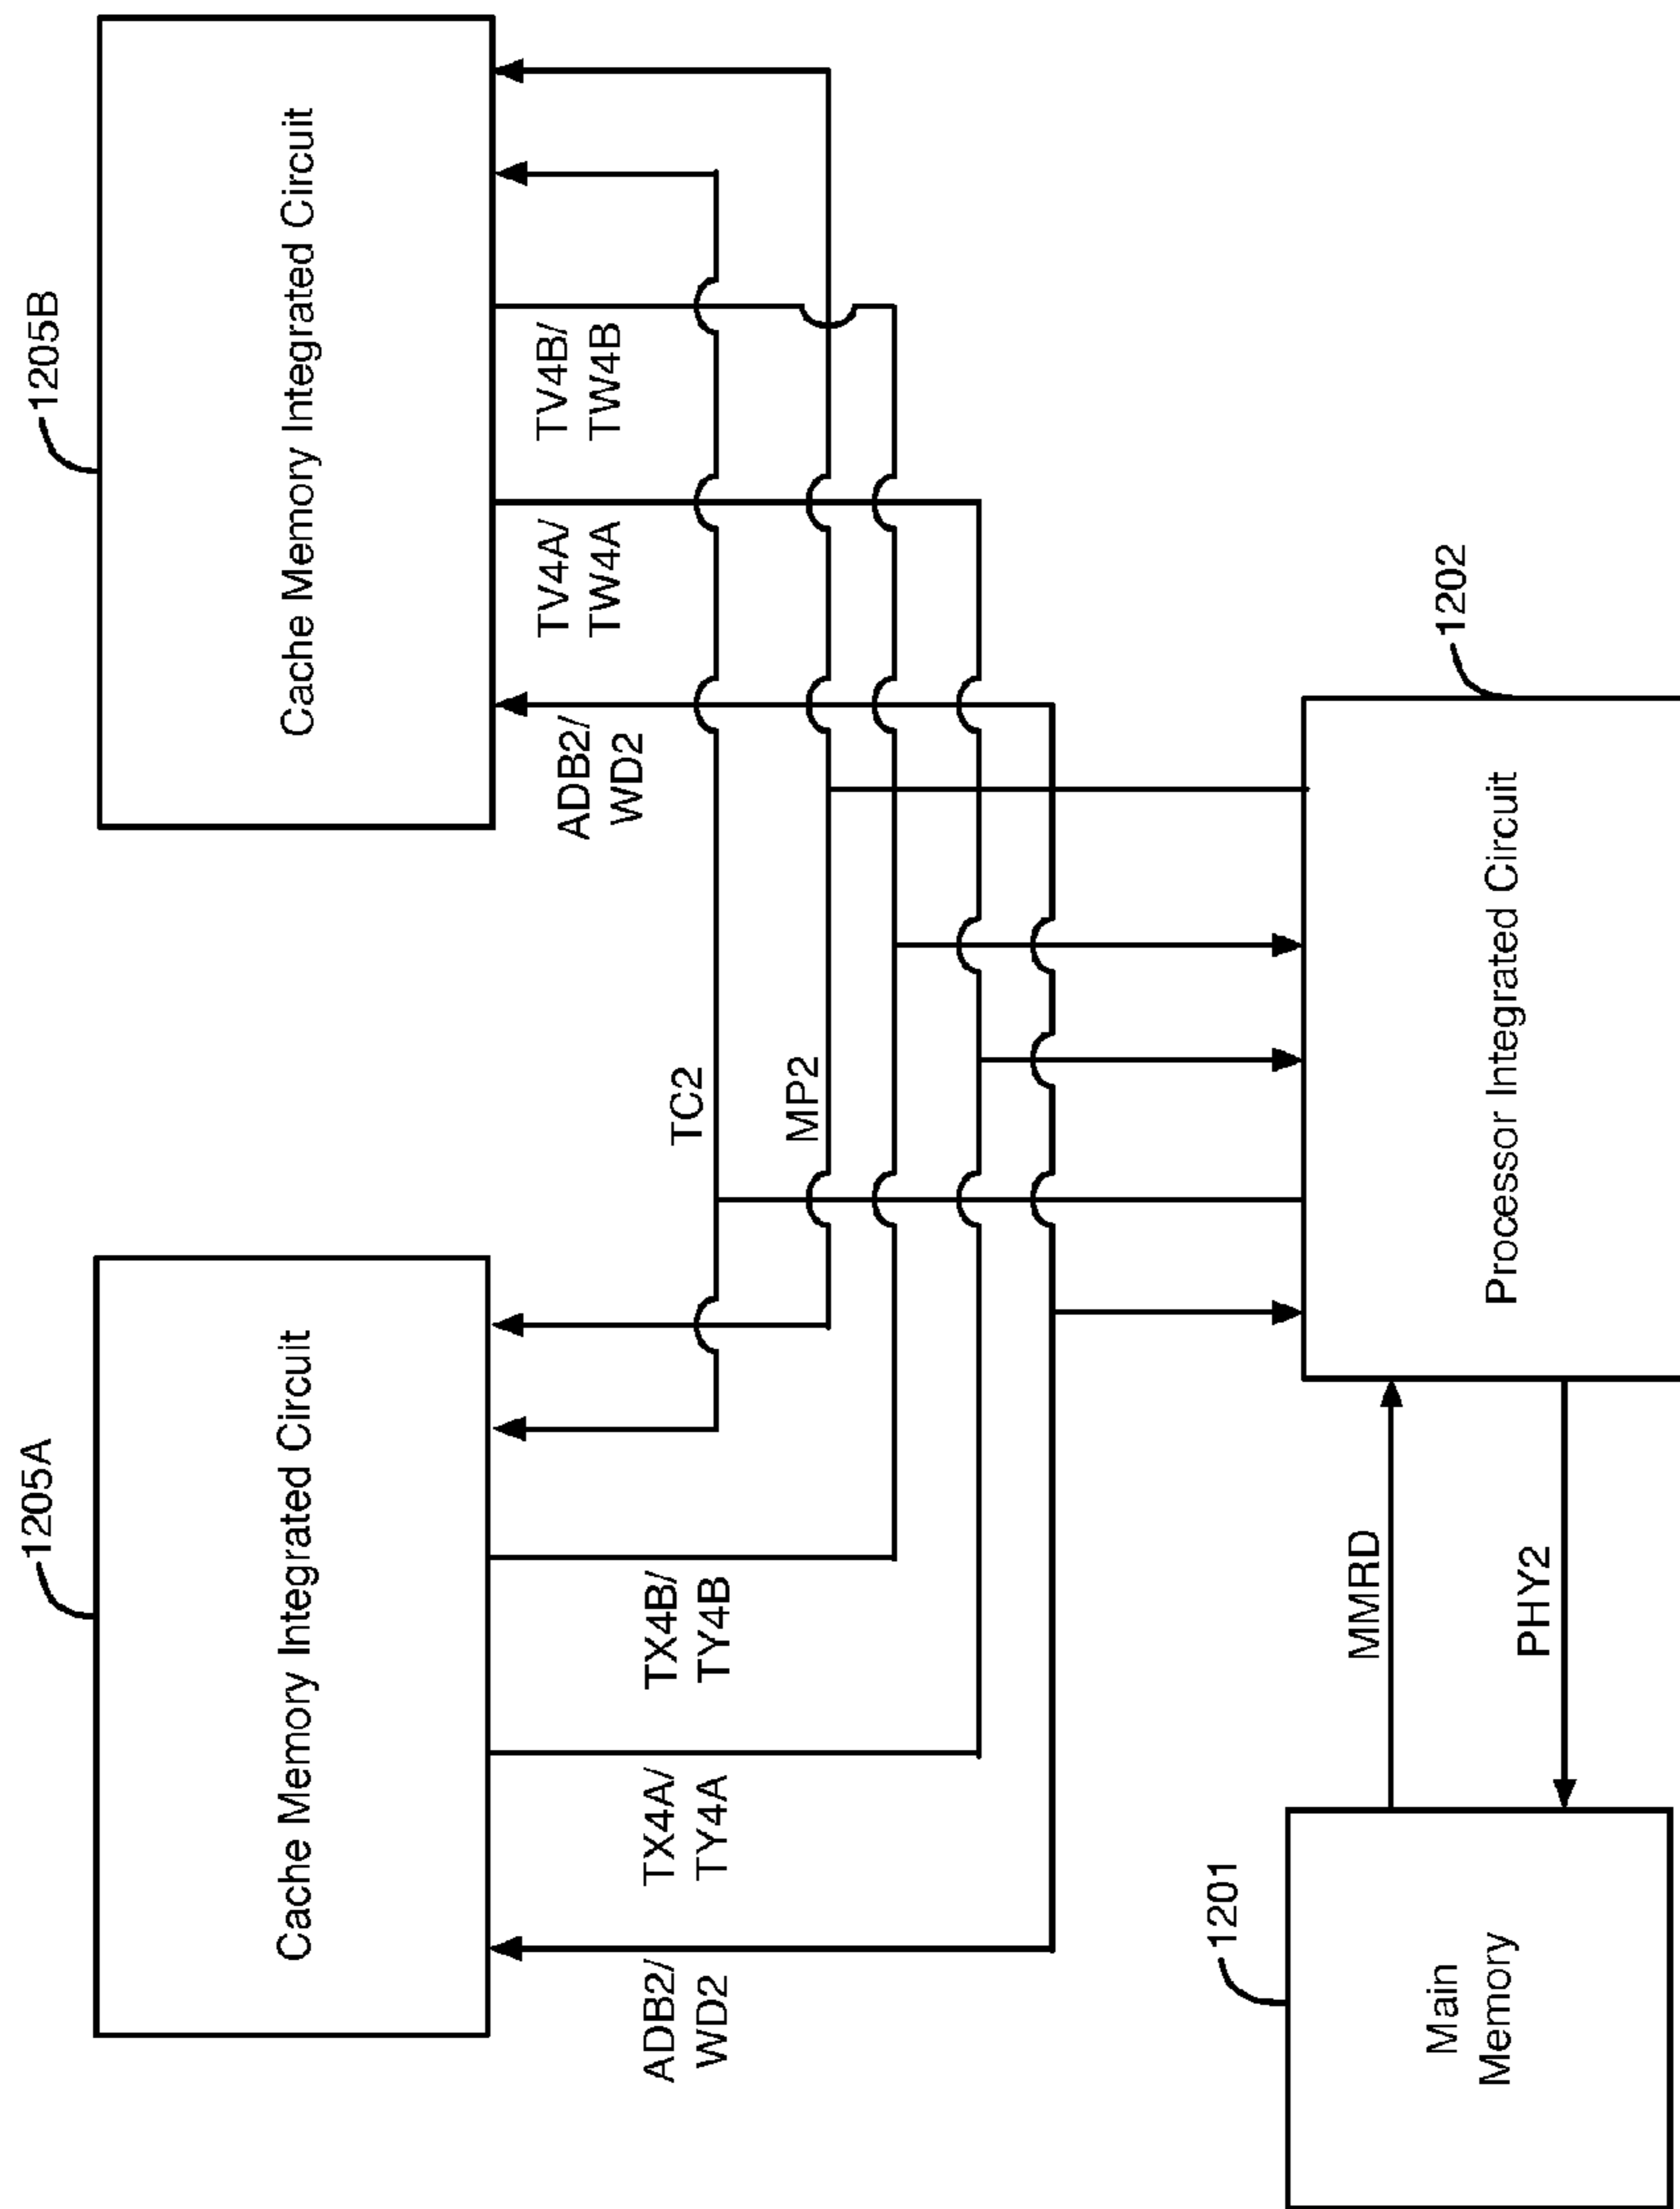 1205A
Cache Memory Integrated Circuit
1205B
Cache Memory Integrated Circuit
ADB2/
WD2
TX4A/
TY4A
TX4B/
TY4B
TC2
MP2
ADB2/
WD2
TV4A/
TW4A
TV4B/
TW4B
1201
Main
Memory
MMRD
PHY2
1202
Processor Integrated Circuit